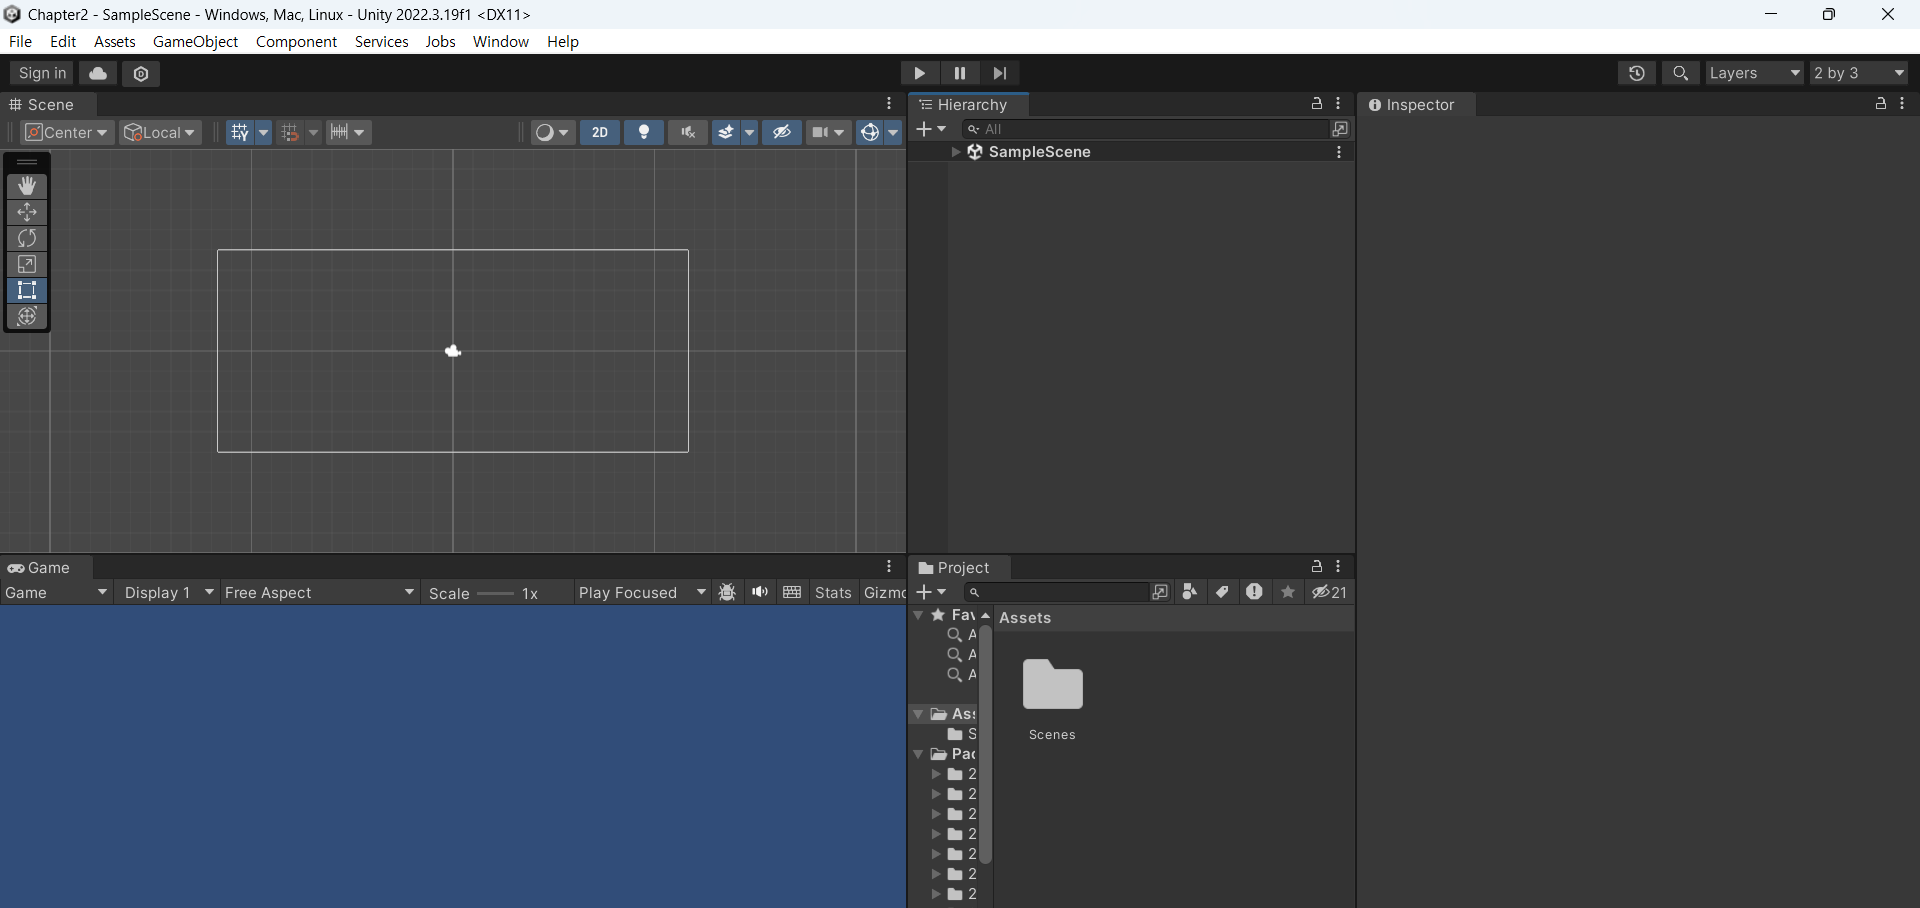 Chapter2 - SampleScene - Windows, Mac, Linux - Unity 2022.3.19f1 <DX11>
File Edit Assets GameObject Component Services Jobs Window Help
Sign in Layers 2 by 3
Scene
Center Local 2D
Hierarchy
All
SampleScene
Inspector
Game
Game Display 1 Free Aspect Scale 1x Play Focused Stats Gizmo
Project
21
Fav
A
A
A
Ass
S
Pac
2
2
2
2
2
2
2
Assets
Scenes